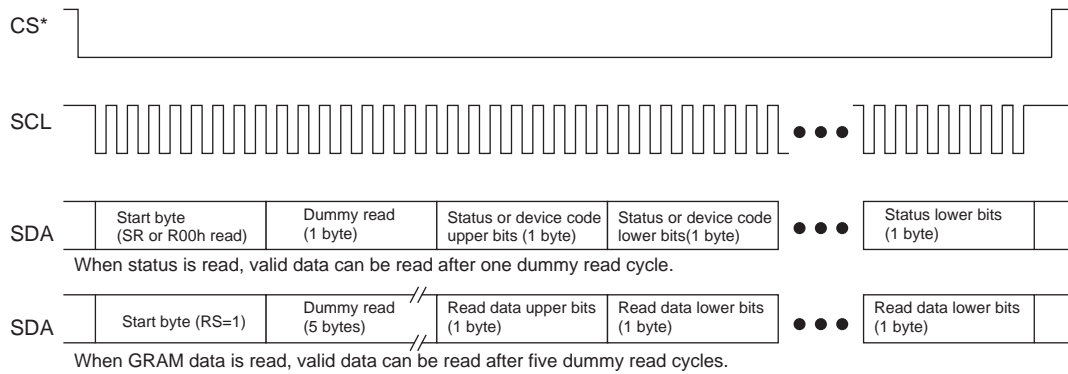 CS*
SCL
SDA
Start byte
(SR or R00h read)
Dummy read
(1 byte)
Status or device code
upper bits (1 byte)
Status or device code
lower bits(1 byte)
Status lower bits
(1 byte)
When status is read, valid data can be read after one dummy read cycle.
SDA
Start byte (RS=1)
Dummy read
(5 bytes)
Read data upper bits
(1 byte)
Read data lower bits
(1 byte)
Read data lower bits
(1 byte)
When GRAM data is read, valid data can be read after five dummy read cycles.